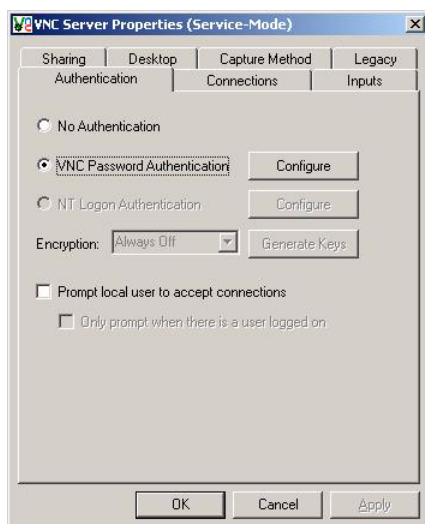 VNC Server Properties (Service-Mode)
Sharing Desktop Capture Method Legacy
Authentication Connections Inputs
No Authentication
VNC Password Authentication Configure
NT Logon Authentication Configure
Encryption: Always Off Generate Keys
Prompt local user to accept connections
Only prompt when there is a user logged on
OK Cancel Apply